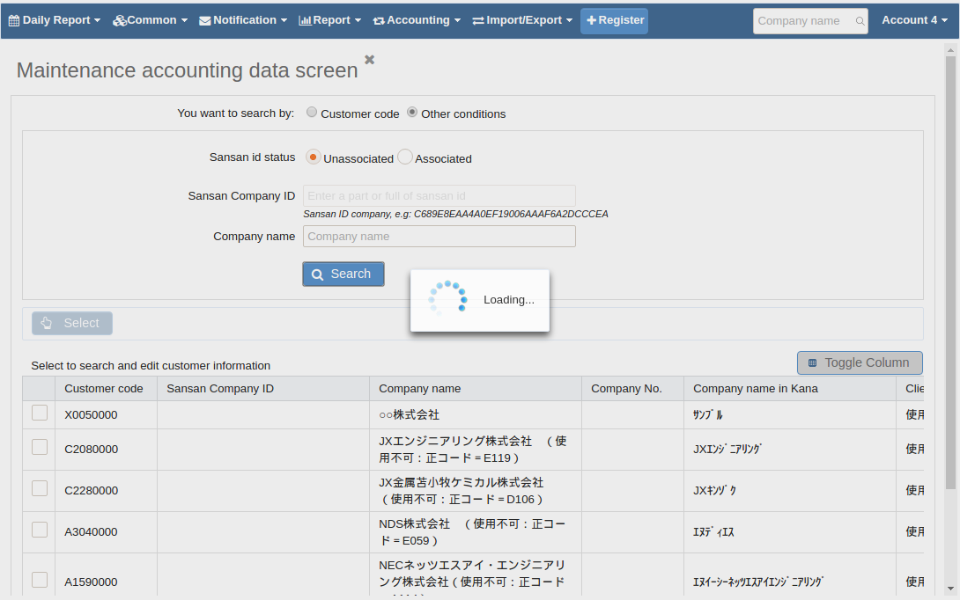 Daily Report Common Notification Report Accounting Import/Export Register Company name Account 4
Maintenance accounting data screen
You want to search by: Customer code Other conditions
Sansan id status Unassociated Associated
Sansan Company ID Enter a part or full of sansan id
Sansan ID company, e.g: C689E8EAA4A0EF19006AAAF6A2DCCCEA
Company name Company name
Search
Loading...
Select
Select to search and edit customer information
Toggle Column
Customer code Sansan Company ID Company name Company No. Company name in Kana Clie
X0050000 ○○株式会社 ｻﾝﾌﾟﾙ 使用
JXエンジニアリング株式会社 （使
C2080000 JXｴﾝｼﾞﾆｱﾘﾝｸﾞ 使用
用不可：正コード＝E119）
JX金属苫小牧ケミカル株式会社
C2280000 JXｷﾝｿﾞｸ 使用
（使用不可：正コード＝D106）
NDS株式会社 （使用不可：正コー
A3040000 ｴﾇﾃﾞｨｴｽ 使用
ド＝E059）
NECネッツエスアイ・エンジニアリ
A1590000 ング株式会社（使用不可：正コード ｴﾇｲｰｼｰﾈｯﾂｴｽｱｲｴﾝｼﾞﾆｱﾘﾝｸﾞ 使用